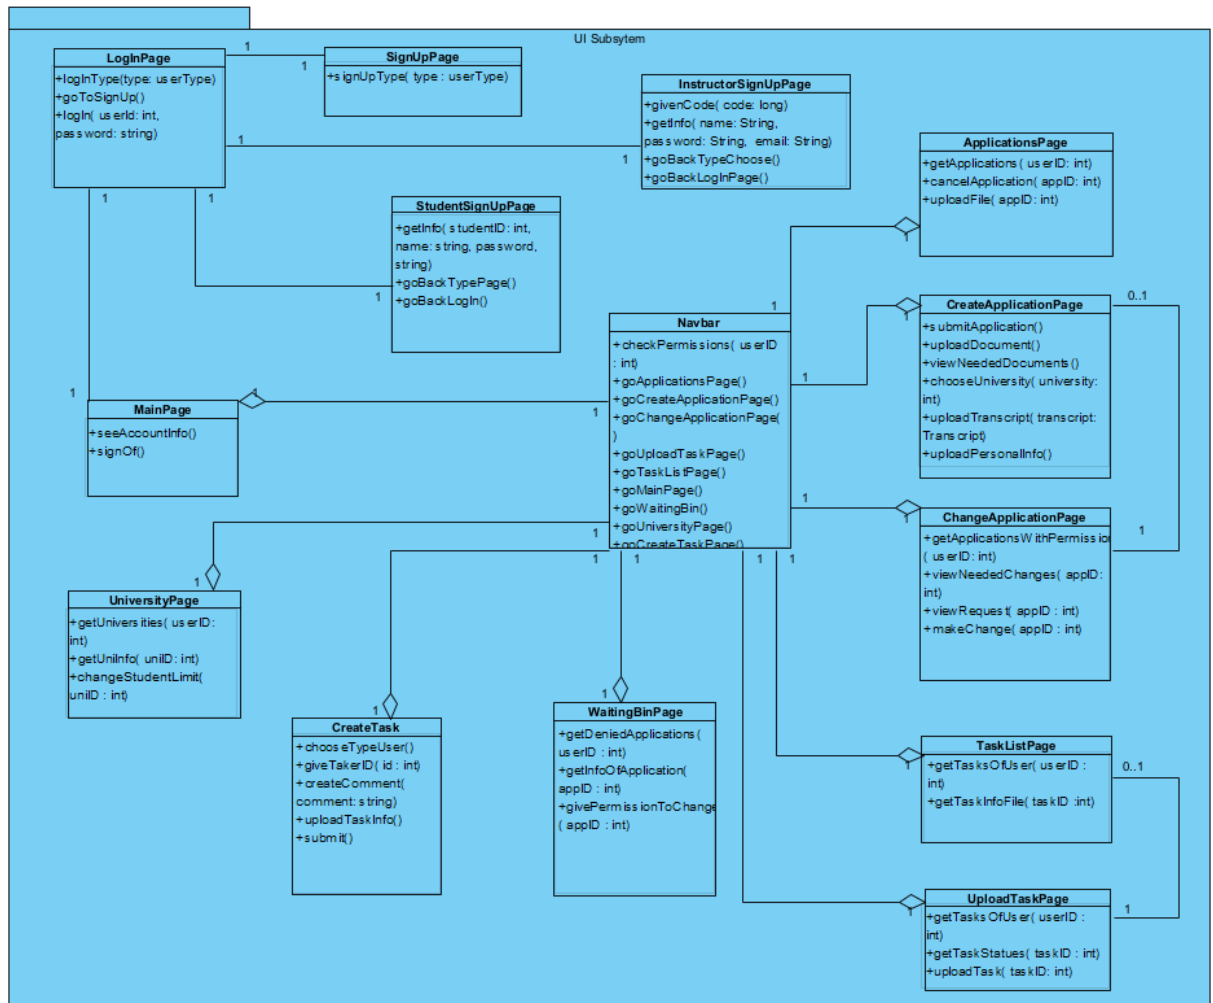 UI Subsytem
LogInPage
+logInType(type: userType)
+goToSignUp()
+logIn( userId: int,
password: string)
1
1
SignUpPage
+signUpType( type : userType)
1
1
InstructorSignUpPage
+givenCode( code: long)
+getInfo( name: String,
password: String, email: String)
+goBackTypeChoose()
+goBackLogInPage()
1
1
StudentSignUpPage
+getInfo( studentID: int,
name: string, password,
string)
+goBackTypePage()
+goBackLogIn()
1
ApplicationsPage
+getApplications( userID: int)
+cancelApplication( appID: int)
+uploadFile( appID: int)
1
1
Navbar
+checkPermissions( userID
: int)
+goApplicationsPage()
+goCreateApplicationPage()
+goChangeApplicationPage(
)
+goUploadTaskPage()
+goTaskListPage()
+goMainPage()
+goWaitingBin()
+goUniversityPage()
+goCreateTaskPage()
1
1
CreateApplicationPage
+submitApplication()
+uploadDocument()
+viewNeededDocuments()
+chooseUniversity( university:
int)
+uploadTranscript( transcript:
Transcript)
+uploadPersonalInfo()
0..1
1
MainPage
+seeAccountInfo()
+signOf()
1
1
1
1
ChangeApplicationPage
+getApplicationsWithPermissio
( userID: int)
+viewNeededChanges( appID:
int)
+viewRequest( appID : int)
+makeChange( appID : int)
1
1
1
1
1
1
1
UniversityPage
+getUniversities( userID:
int)
+getUniInfo( uniID: int)
+changeStudentLimit(
uniID : int)
1
CreateTask
+chooseTypeUser()
+giveTakerID( id : int)
+createComment(
comment: string)
+uploadTaskInfo()
+submit()
1
WaitingBinPage
+getDeniedApplications(
userID : int)
+getInfoOfApplication(
appID : int)
+givePermissionToChange
( appID : int)
1
TaskListPage
+getTasksOfUser( userID :
int)
+getTaskInfoFile( taskID :int)
0..1
1
UploadTaskPage
+getTasksOfUser( userID :
int)
+getTaskStatues( taskID : int)
+uploadTask( taskID: int)
1